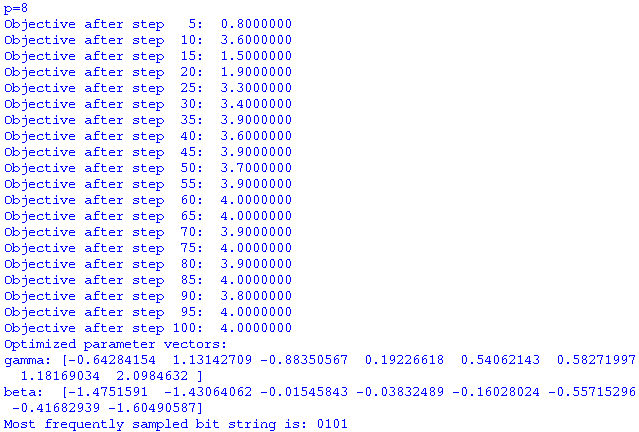 p=8
Objective after step     5:  0.8000000
Objective after step    10:  3.6000000
Objective after step    15:  1.5000000
Objective after step    20:  1.9000000
Objective after step    25:  3.3000000
Objective after step    30:  3.4000000
Objective after step    35:  3.9000000
Objective after step    40:  3.6000000
Objective after step    45:  3.9000000
Objective after step    50:  3.7000000
Objective after step    55:  3.9000000
Objective after step    60:  4.0000000
Objective after step    65:  4.0000000
Objective after step    70:  3.9000000
Objective after step    75:  4.0000000
Objective after step    80:  3.9000000
Objective after step    85:  4.0000000
Objective after step    90:  3.8000000
Objective after step    95:  4.0000000
Objective after step   100:  4.0000000
Optimized parameter vectors:
gamma: [-0.64284154  1.13142709 -0.88350567  0.19226618  0.54062143  0.58271997
  1.18169034  2.0984632 ]
beta:  [-1.4751591  -1.43064062 -0.01545843 -0.03832489 -0.16028024 -0.55715296
 -0.41682939 -1.60490587]
Most frequently sampled bit string is: 0101